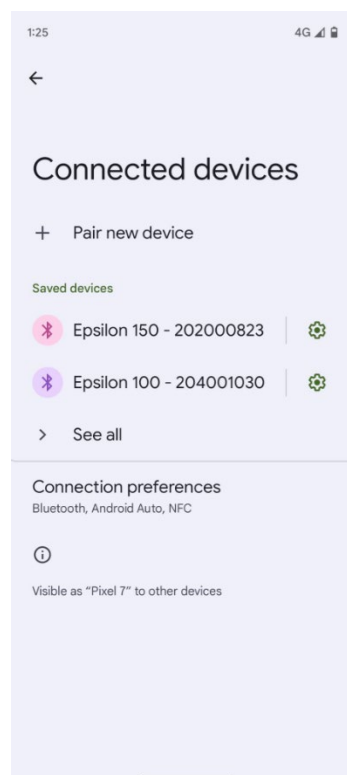 1:25
4G
Connected devices
Pair new device
Saved devices
Epsilon 150 - 202000823
Epsilon 100 - 204001030
See all
Connection preferences
Bluetooth, Android Auto, NFC
Visible as “Pixel 7” to other devices